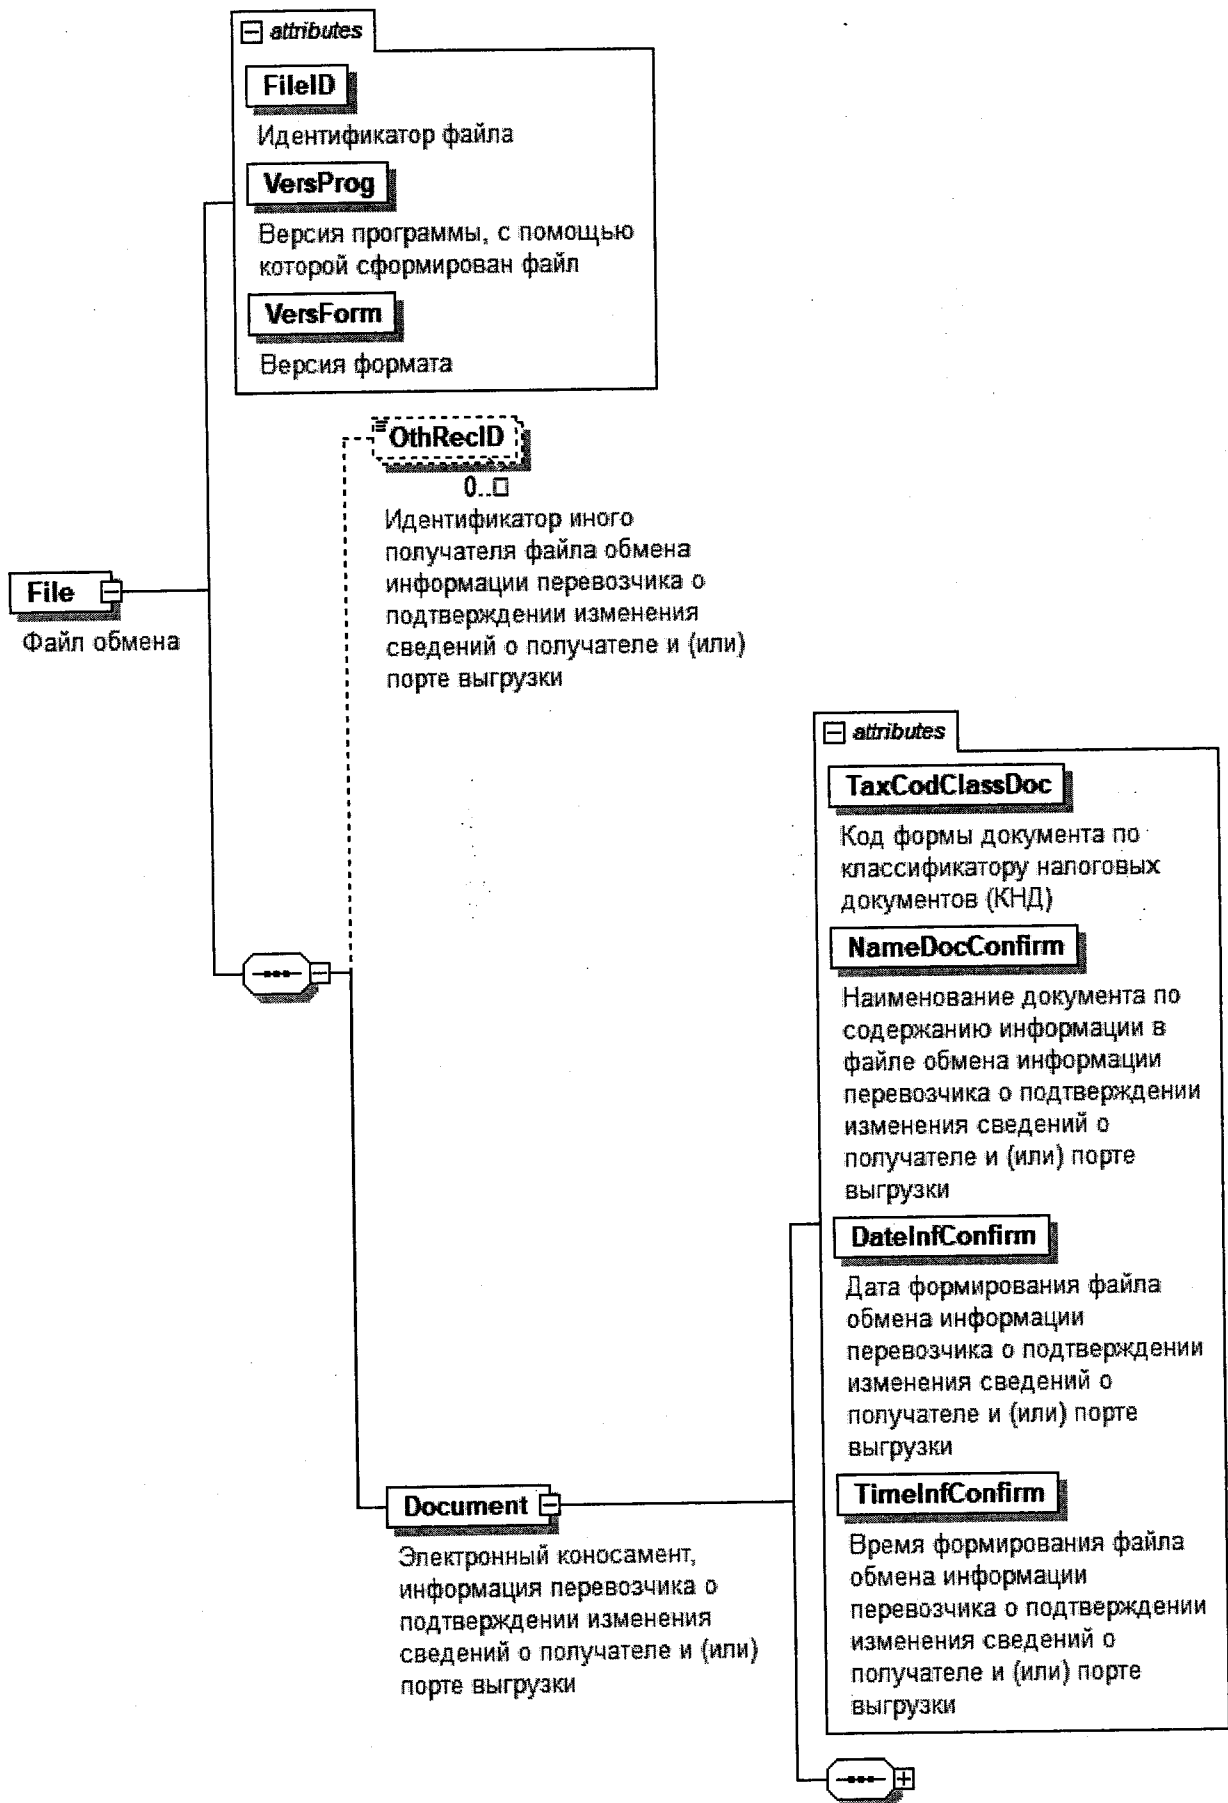 attributes
FileID
Идентификатор файла
VersProg
Версия программы, с помощью
которой сформирован файл
VersForm
Версия формата
OthRecID
0..□
Идентификатор иного
получателя файла обмена
информации перевозчика о
подтверждении изменения
сведений о получателе и (или)
порте выгрузки
File
Файл обмена
attributes
TaxCodClassDoc
Код формы документа по
классификатору налоговых
документов (КНД)
NameDocConfirm
Наименование документа по
содержанию информации в
файле обмена информации
перевозчика о подтверждении
изменения сведений о
получателе и (или) порте
выгрузки
DateInfConfirm
Дата формирования файла
обмена информации
перевозчика о подтверждении
изменения сведений о
получателе и (или) порте
выгрузки
TimeInfConfirm
Время формирования файла
обмена информации
перевозчика о подтверждении
изменения сведений о
получателе и (или) порте
выгрузки
Document
Электронный коносамент,
информация перевозчика о
подтверждении изменения
сведений о получателе и (или)
порте выгрузки